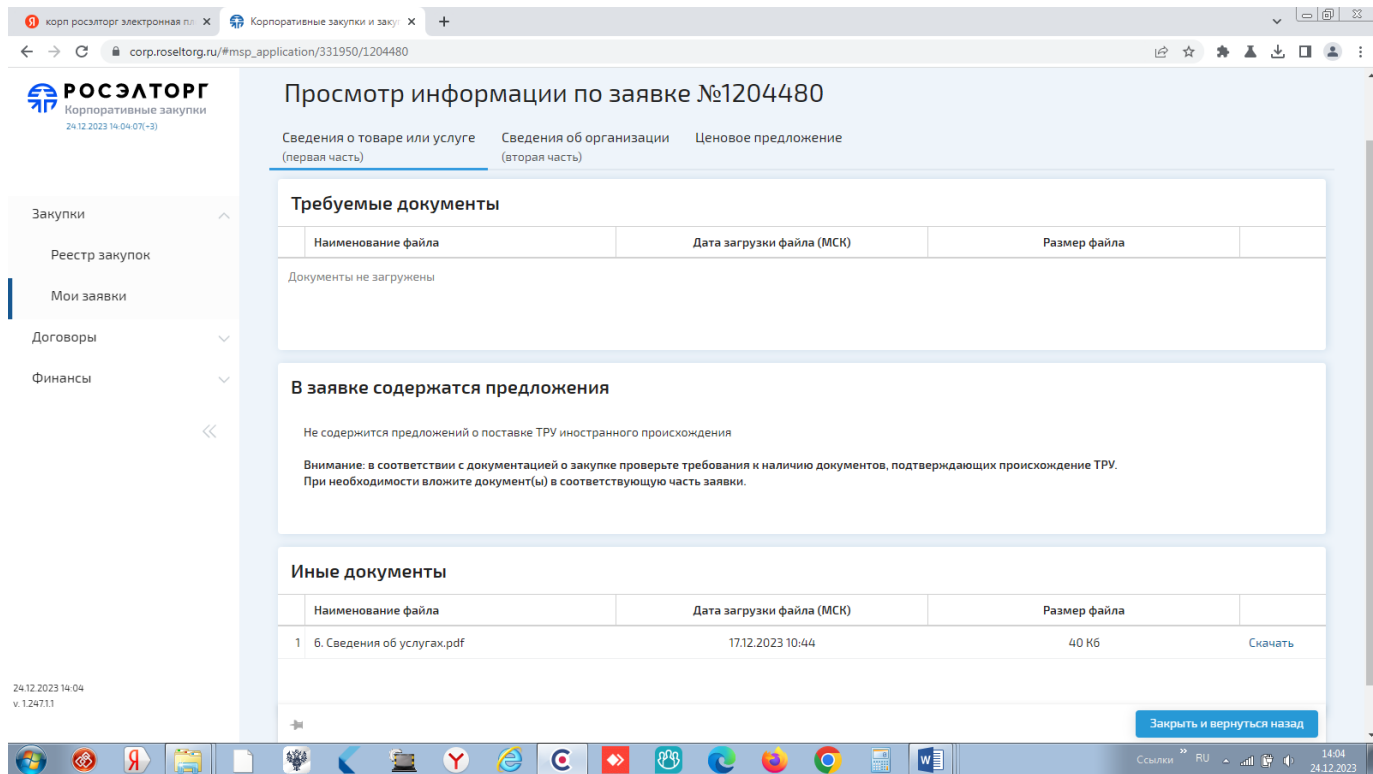 корп росэлторг электронная пл
Корпоративные закупки и заку
corp.roseltorg.ru/#msp_application/331950/1204480
РОСЭЛТОРГ
Корпоративные закупки
24.12.2023 14:04:07(+3)
Закупки
Реестр закупок
Мои заявки
Договоры
Финансы
24.12.2023 14:04
v. 1.247.1.1
Просмотр информации по заявке №1204480
Сведения о товаре или услуге Сведения об организации Ценовое предложение
(первая часть) (вторая часть)
Требуемые документы
Наименование файла Дата загрузки файла (МСК) Размер файла
Документы не загружены
В заявке содержатся предложения
Не содержится предложений о поставке ТРУ иностранного происхождения
Внимание: в соответствии с документацией о закупке проверьте требования к наличию документов, подтверждающих происхождение ТРУ.
При необходимости вложите документ(ы) в соответствующую часть заявки.
Иные документы
Наименование файла Дата загрузки файла (МСК) Размер файла
1 6. Сведения об услугах.pdf 17.12.2023 10:44 40 Кб Скачать
Закрыть и вернуться назад
Ссылки » RU 14:04
24.12.2023